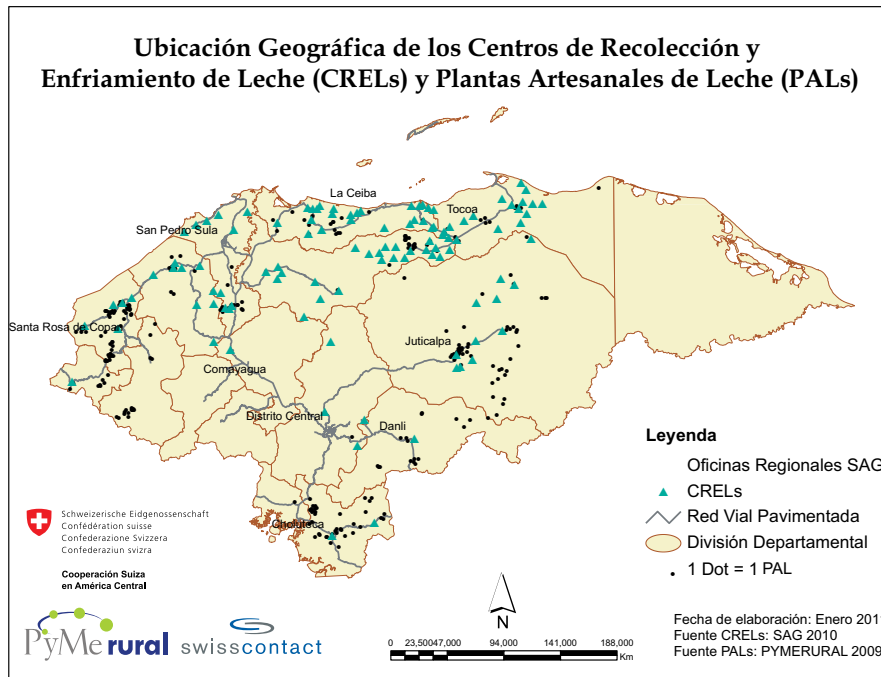 Ubicación Geográfica de los Centros de Recolección y
Enfriamiento de Leche (CRELs) y Plantas Artesanales de Leche (PALs)
La Ceiba
Tocoa
San Pedro Sula
Santa Rosa de Copan
Juticalpa
Comayagua
Distrito Central
Danli
Choluteca
Leyenda
Oficinas Regionales SAG
CRELs
Red Vial Pavimentada
División Departamental
1 Dot = 1 PAL
Schweizerische Eidgenossenschaft
Confédération suisse
Confederazione Svizzera
Confederaziun svizra
Cooperación Suiza
en América Central
PyMe rural
swisscontact
N
0 23,50047,000 94,000 141,000 188,000
Km
Fecha de elaboración: Enero 201
Fuente CRELs: SAG 2010
Fuente PALs: PYMERURAL 2009